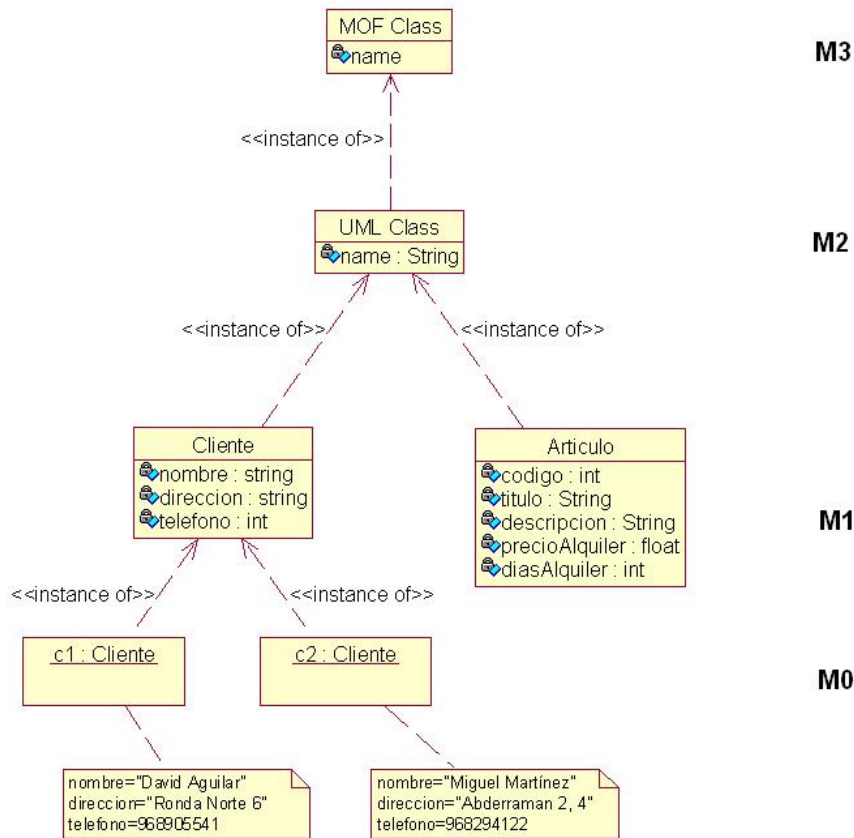 MOF Class
name
M3
<<instance of>>
UML Class
name : String
M2
<<instance of>>
<<instance of>>
Cliente
nombre : string
direccion : string
telefono : int
Articulo
codigo : int
titulo : String
descripcion : String
precioAlquiler : float
diasAlquiler : int
M1
<<instance of>>
<<instance of>>
c1 : Cliente
c2 : Cliente
M0
nombre="David Aguilar"
direccion="Ronda Norte 6"
telefono=968905541
nombre="Miguel Martínez"
direccion="Abderraman 2, 4"
telefono=968294122